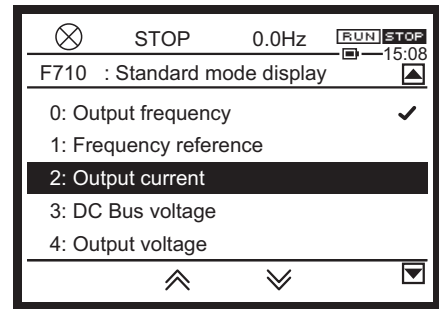 STOP 0.0Hz RUN STOP
15:08
F710 : Standard mode display
0: Output frequency
1: Frequency reference
2: Output current
3: DC Bus voltage
4: Output voltage